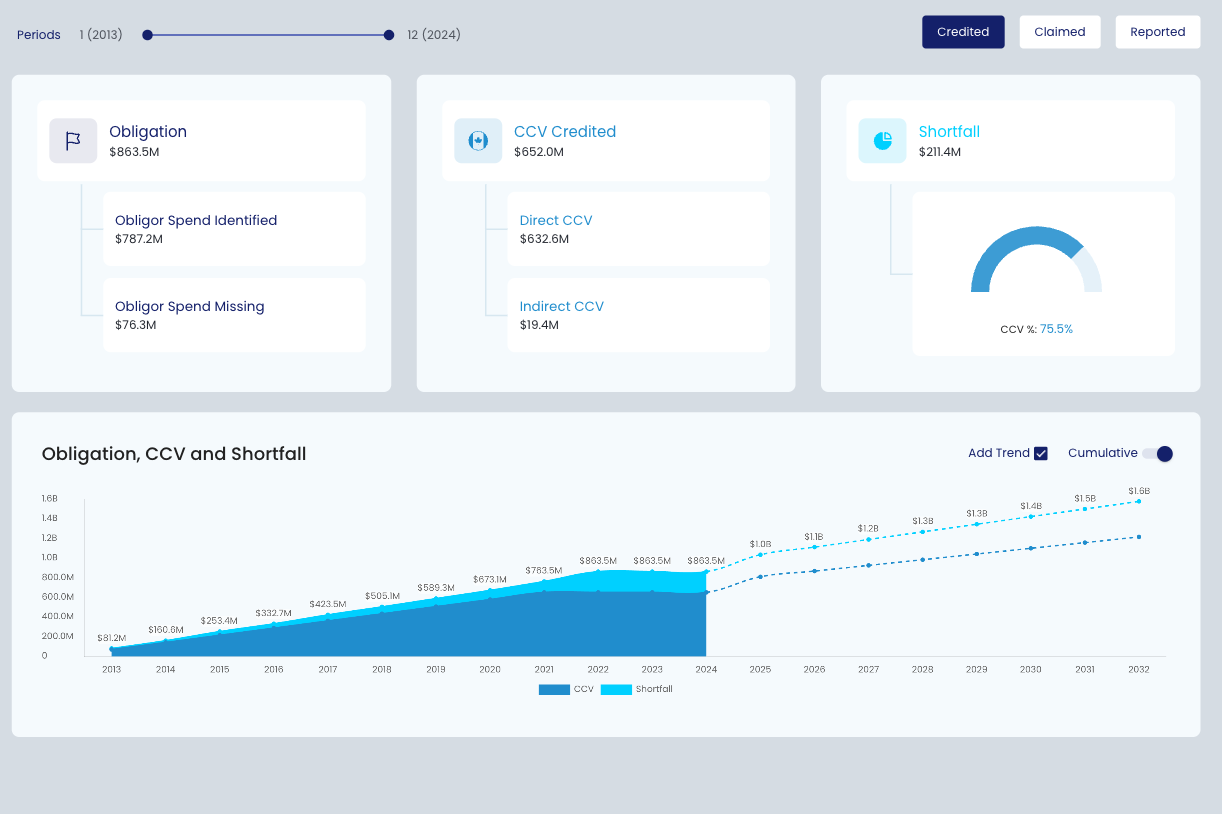 Periods 1 (2013) 12 (2024) Credited Claimed Reported
Obligation
$863.5M
Obligor Spend Identified
$787.2M
Obligor Spend Missing
$76.3M
CCV Credited
$652.0M
Direct CCV
$632.6M
Indirect CCV
$19.4M
Shortfall
$211.4M
CCV %: 75.5%
Obligation, CCV and Shortfall
Add Trend Cumulative
1.6B
1.4B
1.2B
1.0B
800.0M
600.0M
400.0M
200.0M
0
$81.2M $160.6M $253.4M $332.7M $423.5M $505.1M $589.3M $673.1M $763.5M $863.5M $863.5M $863.5M $1.0B $1.1B $1.2B $1.3B $1.3B $1.4B $1.5B $1.6B
2013 2014 2015 2016 2017 2018 2019 2020 2021 2022 2023 2024 2025 2026 2027 2028 2029 2030 2031 2032
CCV Shortfall